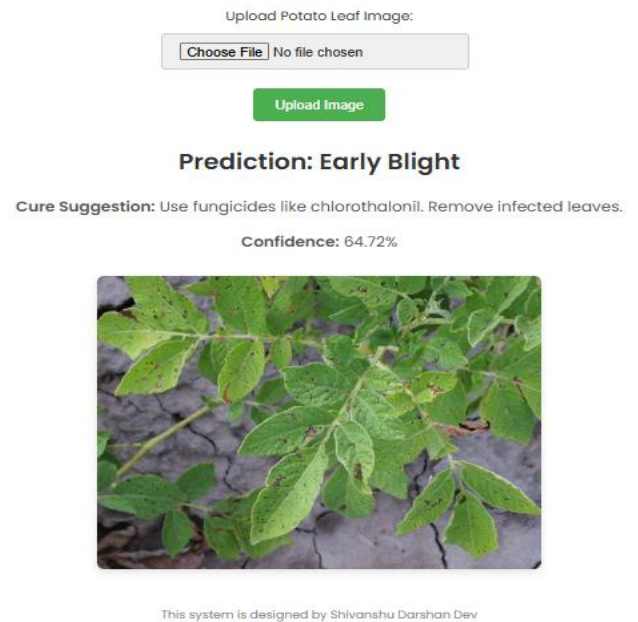 Upload Potato Leaf Image:
Choose File No file chosen
Upload Image
Prediction: Early Blight
Cure Suggestion: Use fungicides like chlorothalonil. Remove infected leaves.
Confidence: 64.72%
This system is designed by Shivanshu Darshan Dev